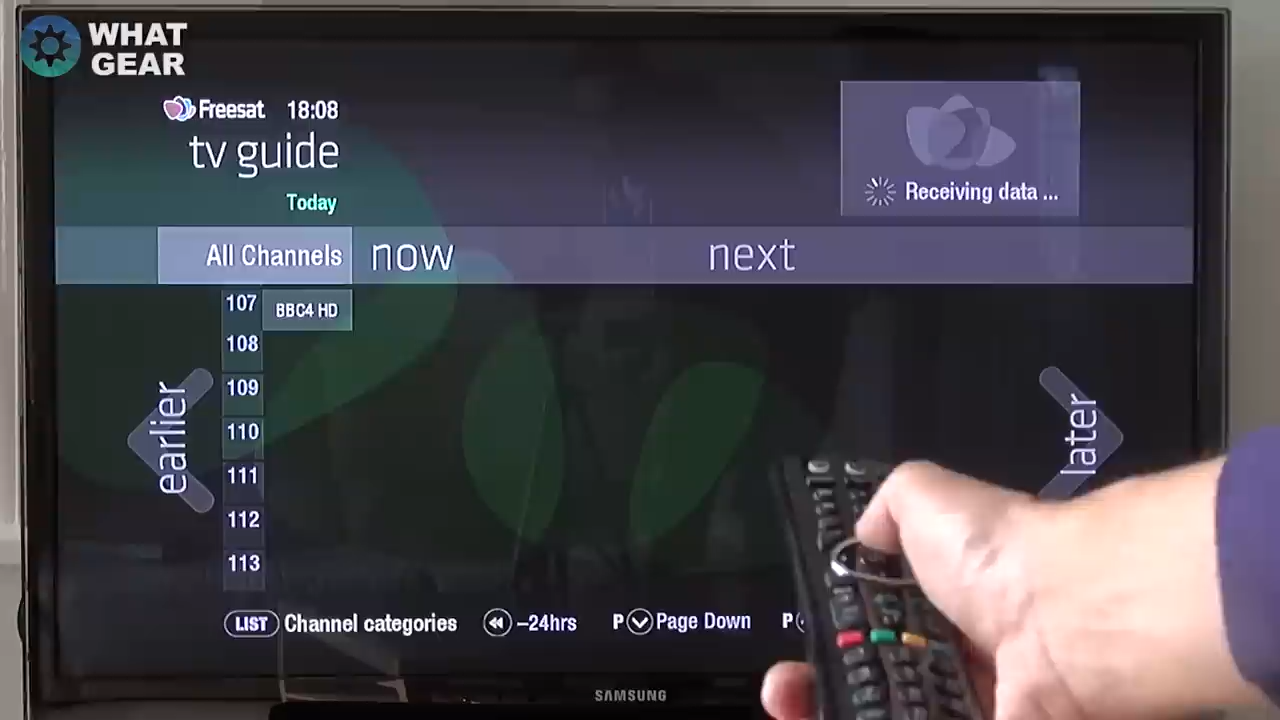 WHAT
GEAR
Freesat 18:08
tv guide
Today
Receiving data ...
All Channels now next
107 BBC4 HD
108
109
110
111
112
113
earlier
later
LIST Channel categories –24hrs P Page Down P
SAMSUNG